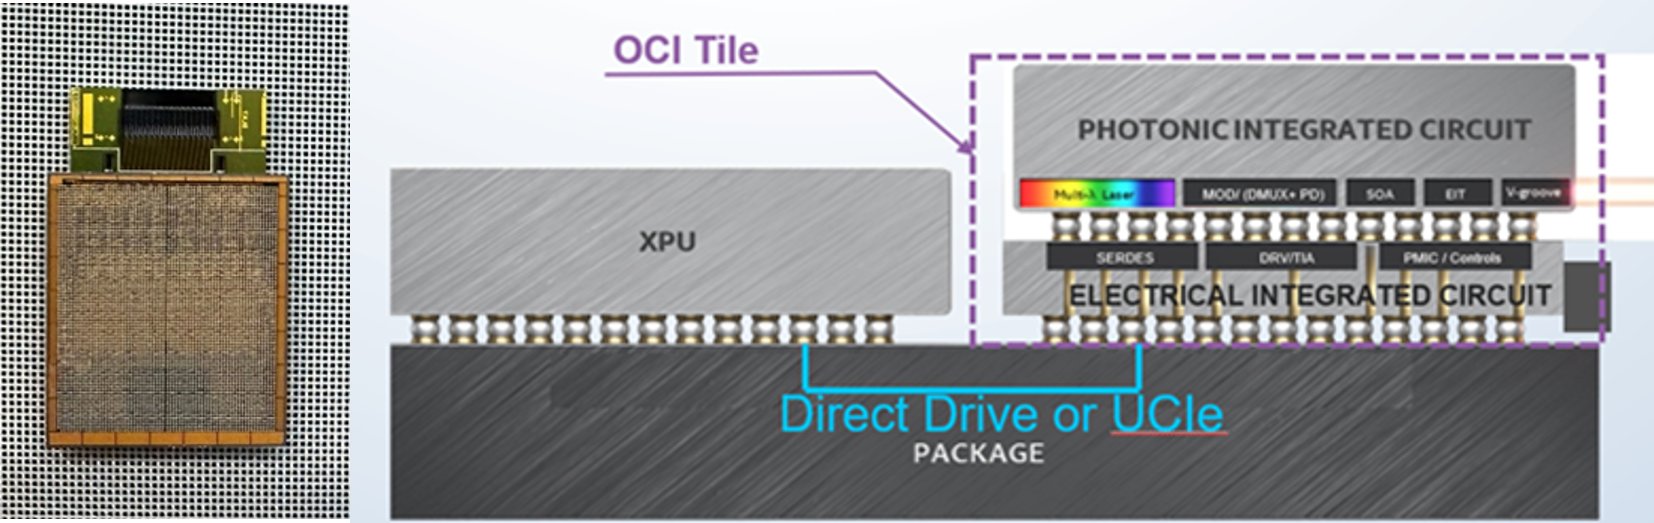 OCI Tile
PHOTONIC INTEGRATED CIRCUIT
Multi-λ Laser
MOD/ (DMUX+ PD)
SOA
EIT
V-groove
XPU
SERDES
DRV/TIA
PMIC / Controls
ELECTRICAL INTEGRATED CIRCUIT
Direct Drive or UCIe
PACKAGE